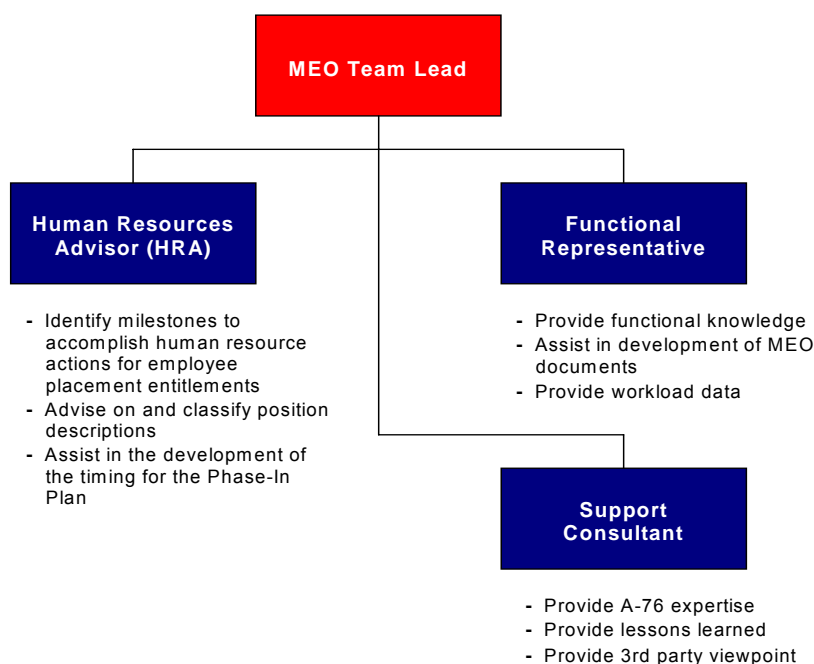 MEO Team Lead
Human Resources
Advisor (HRA)
- Identify milestones to
accomplish human resource
actions for employee
placement entitlements
- Advise on and classify position
descriptions
- Assist in the development of
the timing for the Phase-In
Plan
Functional
Representative
- Provide functional knowledge
- Assist in development of MEO
documents
- Provide workload data
Support
Consultant
- Provide A-76 expertise
- Provide lessons learned
- Provide 3rd party viewpoint